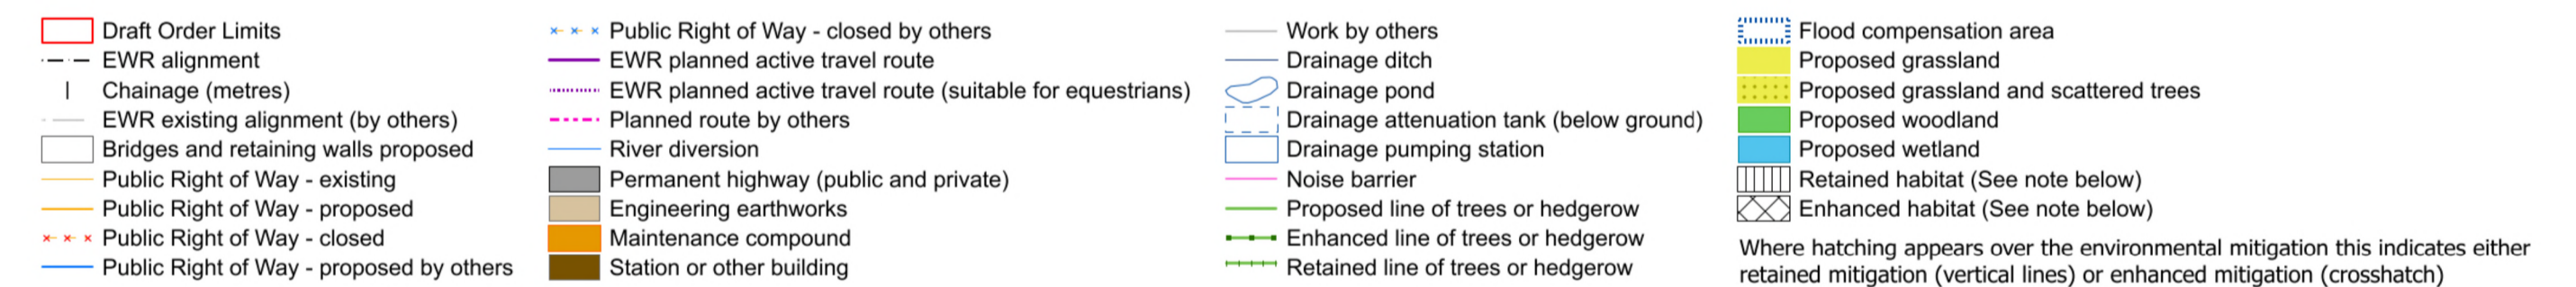 Draft Order Limits
EWR alignment
Chainage (metres)
EWR existing alignment (by others)
Bridges and retaining walls proposed
Public Right of Way - existing
Public Right of Way - proposed
Public Right of Way - closed
Public Right of Way - proposed by others
Public Right of Way - closed by others
EWR planned active travel route
EWR planned active travel route (suitable for equestrians)
Planned route by others
River diversion
Permanent highway (public and private)
Engineering earthworks
Maintenance compound
Station or other building
Work by others
Drainage ditch
Drainage pond
Drainage attenuation tank (below ground)
Drainage pumping station
Noise barrier
Proposed line of trees or hedgerow
Enhanced line of trees or hedgerow
Retained line of trees or hedgerow
Flood compensation area
Proposed grassland
Proposed grassland and scattered trees
Proposed woodland
Proposed wetland
Retained habitat (See note below)
Enhanced habitat (See note below)
Where hatching appears over the environmental mitigation this indicates either
retained mitigation (vertical lines) or enhanced mitigation (crosshatch)